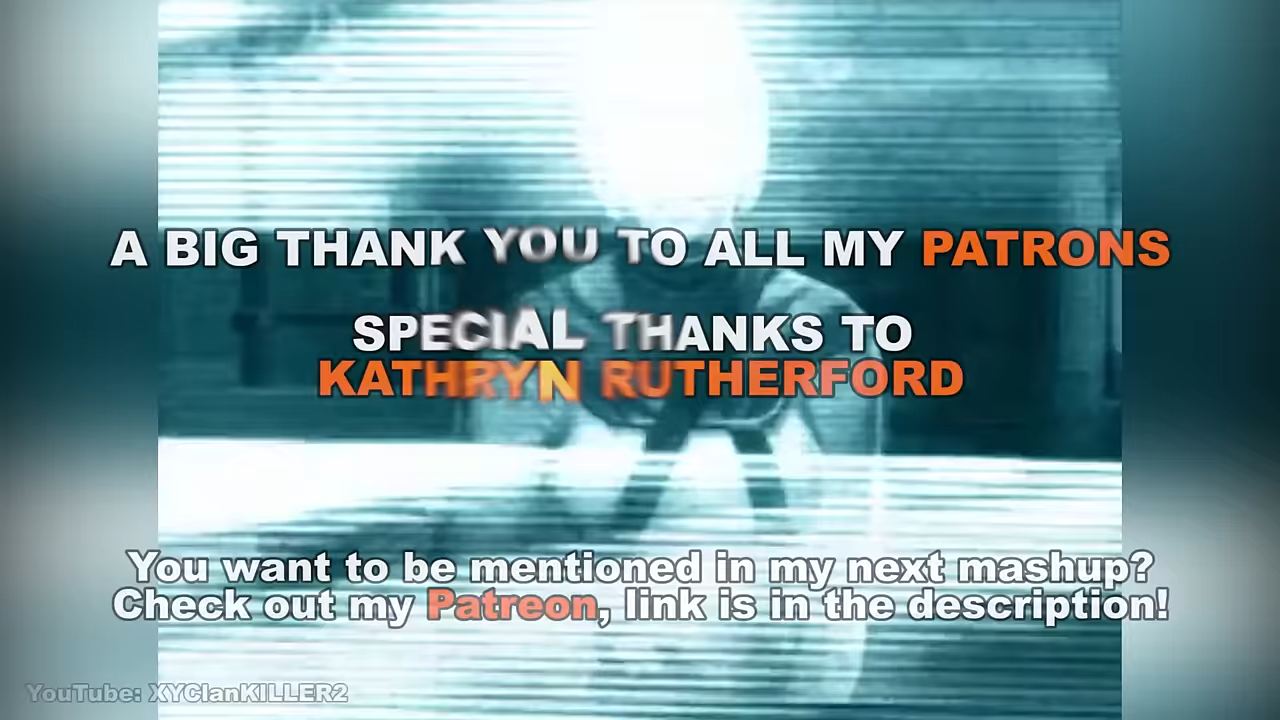 A BIG THANK YOU TO ALL MY PATRONS
SPECIAL THANKS TO
KATHRYN RUTHERFORD
You want to be mentioned in my next mashup?
Check out my Patreon, link is in the description!
YouTube: XYClanKILLER2